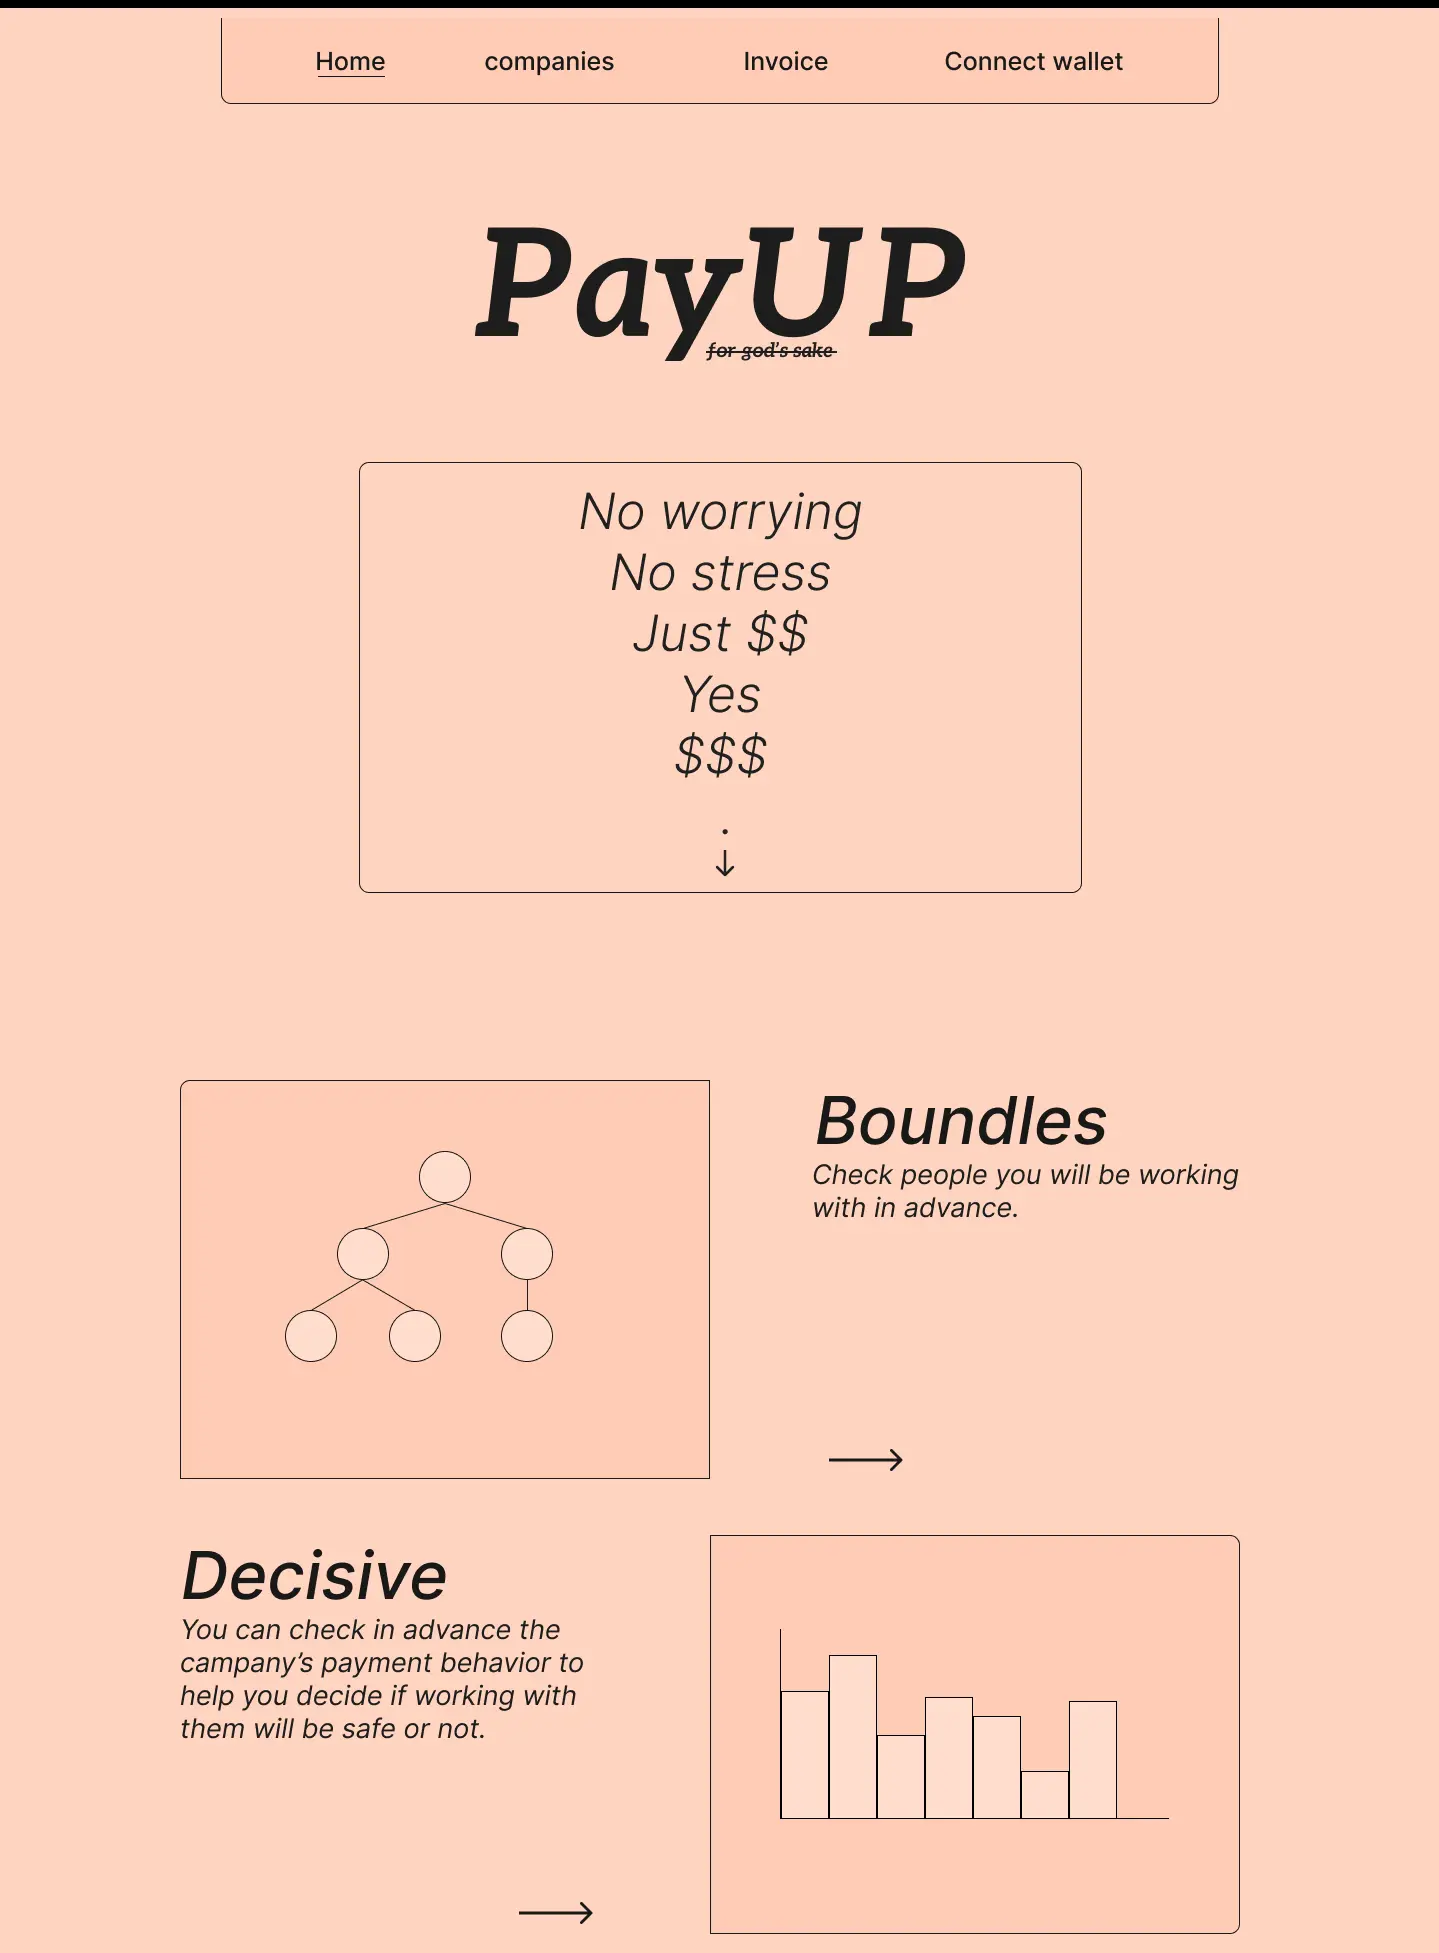 Home companies Invoice Connect wallet
PayUP
for god's sake
No worrying
No stress
Just $$
Yes
$$$
Boundles
Check people you will be working
with in advance.
Decisive
You can check in advance the
campany’s payment behavior to
help you decide if working with
them will be safe or not.